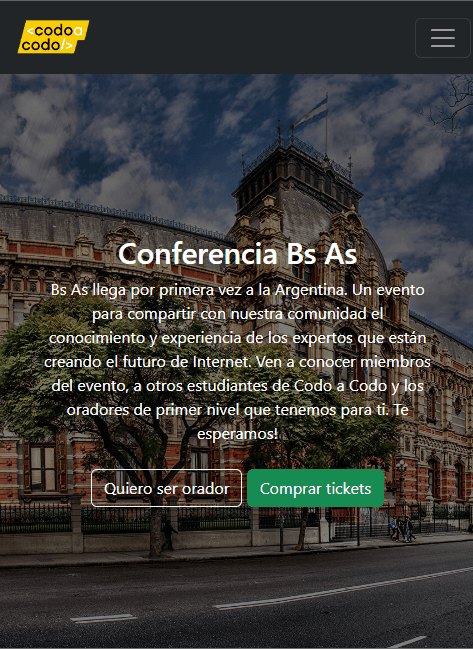 <codoa
codo/>
Conferencia Bs As
Bs As llega por primera vez a la Argentina. Un evento
para compartir con nuestra comunidad el
conocimiento y experiencia de los expertos que están
creando el futuro de Internet. Ven a conocer miembros
del evento, a otros estudiantes de Codo a Codo y los
oradores de primer nivel que tenemos para ti. Te
esperamos!
Quiero ser orador
Comprar tickets